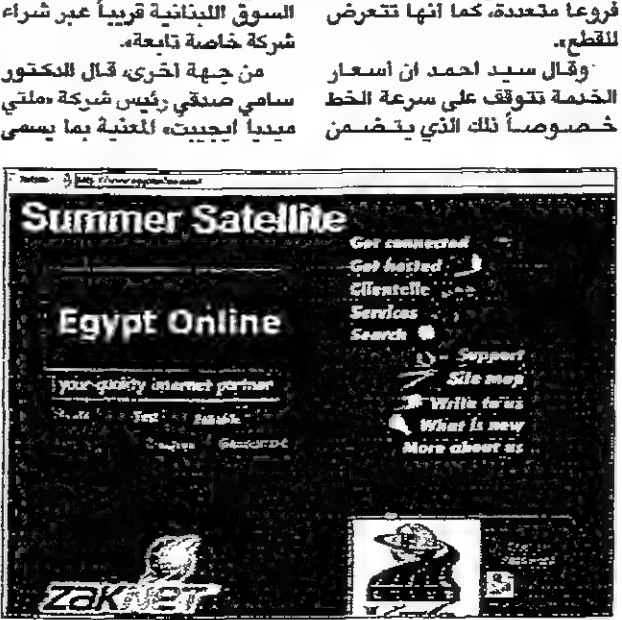 السوق اللبنانية قريباً عبر شراء
شركة خاصة تابعة».
من جهة اخرى، قال الدكتور
سامي صدقي رئيس شركة «ملتي
ميديا ايجيبت» المعنية بما يسمى
فروعا متعددة، كما انها تتعرض
للقطع».
وقال سيد احمد ان اسعار
الخدمة تتوقف على سرعة الخط
خصوصاً ذلك الذي يتضمن
Summer Satellite
Egypt Online
your quality internet partner
Text
Get connected
Get hosted
Clientelle
Services
Search
Support
Site map
Write to us
What is new
More about us
ZAKNET